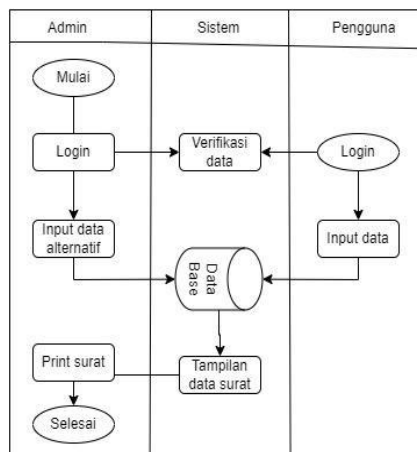 Admin
Sistem
Pengguna
Mulai
Login
Verifikasi
data
Login
Input data
alternatif
Input data
Data
Base
Print surat
Tampilan
data surat
Selesai